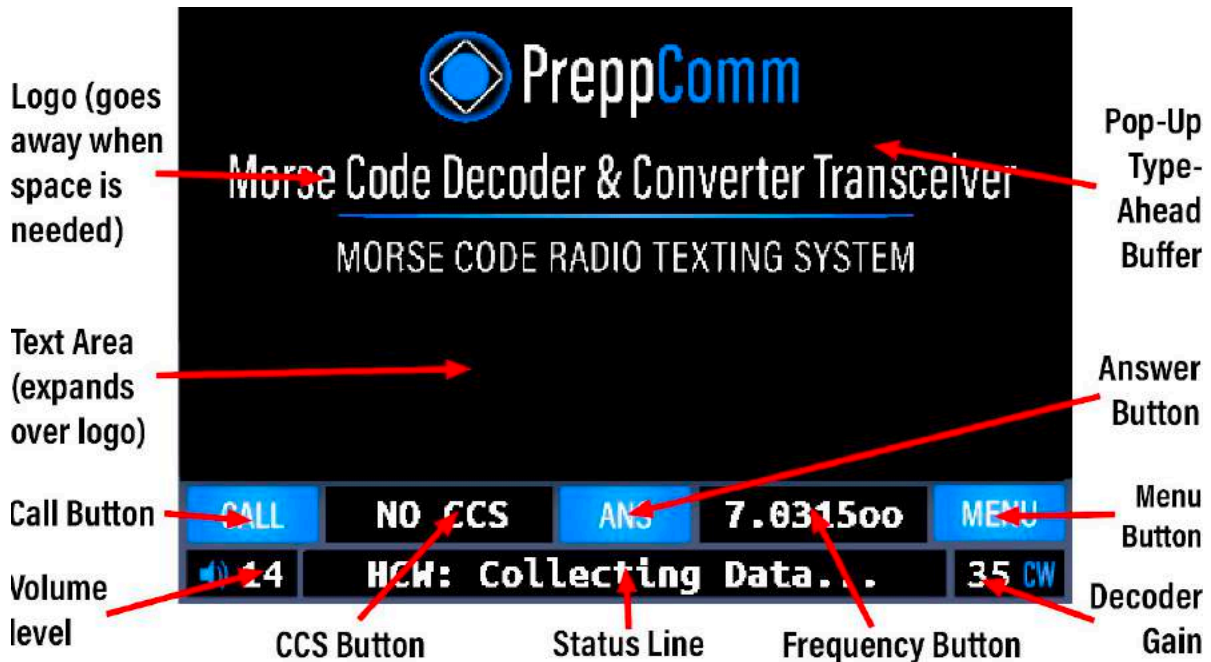 PreppComm
Logo (goes
away when
space is
needed)
Morse Code Decoder & Converter Transceiver
MORSE CODE RADIO TEXTING SYSTEM
Pop-Up
Type-
Ahead
Buffer
Text Area
(expands
over logo)
Answer
Button
Call Button
CALL
NO CCS
ANS
7.0315oo
MENU
Menu
Button
Volume
level
14
HCW: Collecting Data...
35 CW
Decoder
Gain
CCS Button
Status Line
Frequency Button